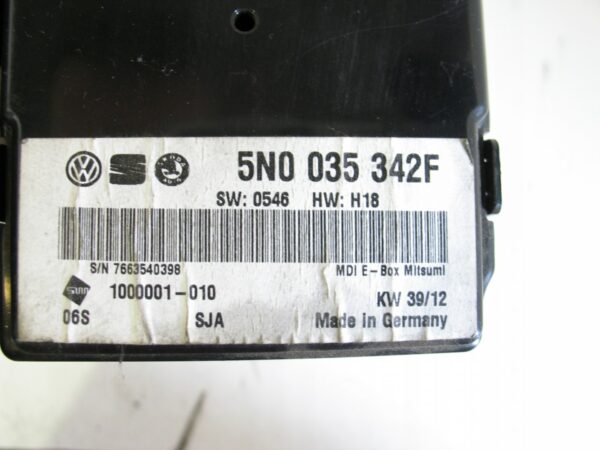 5N0 035 342F
SW: 0546 HW: H18
S/N 7663540398 MDI E-Box Mitsumi
1000001-010 KW 39/12
06S SJA Made in Germany